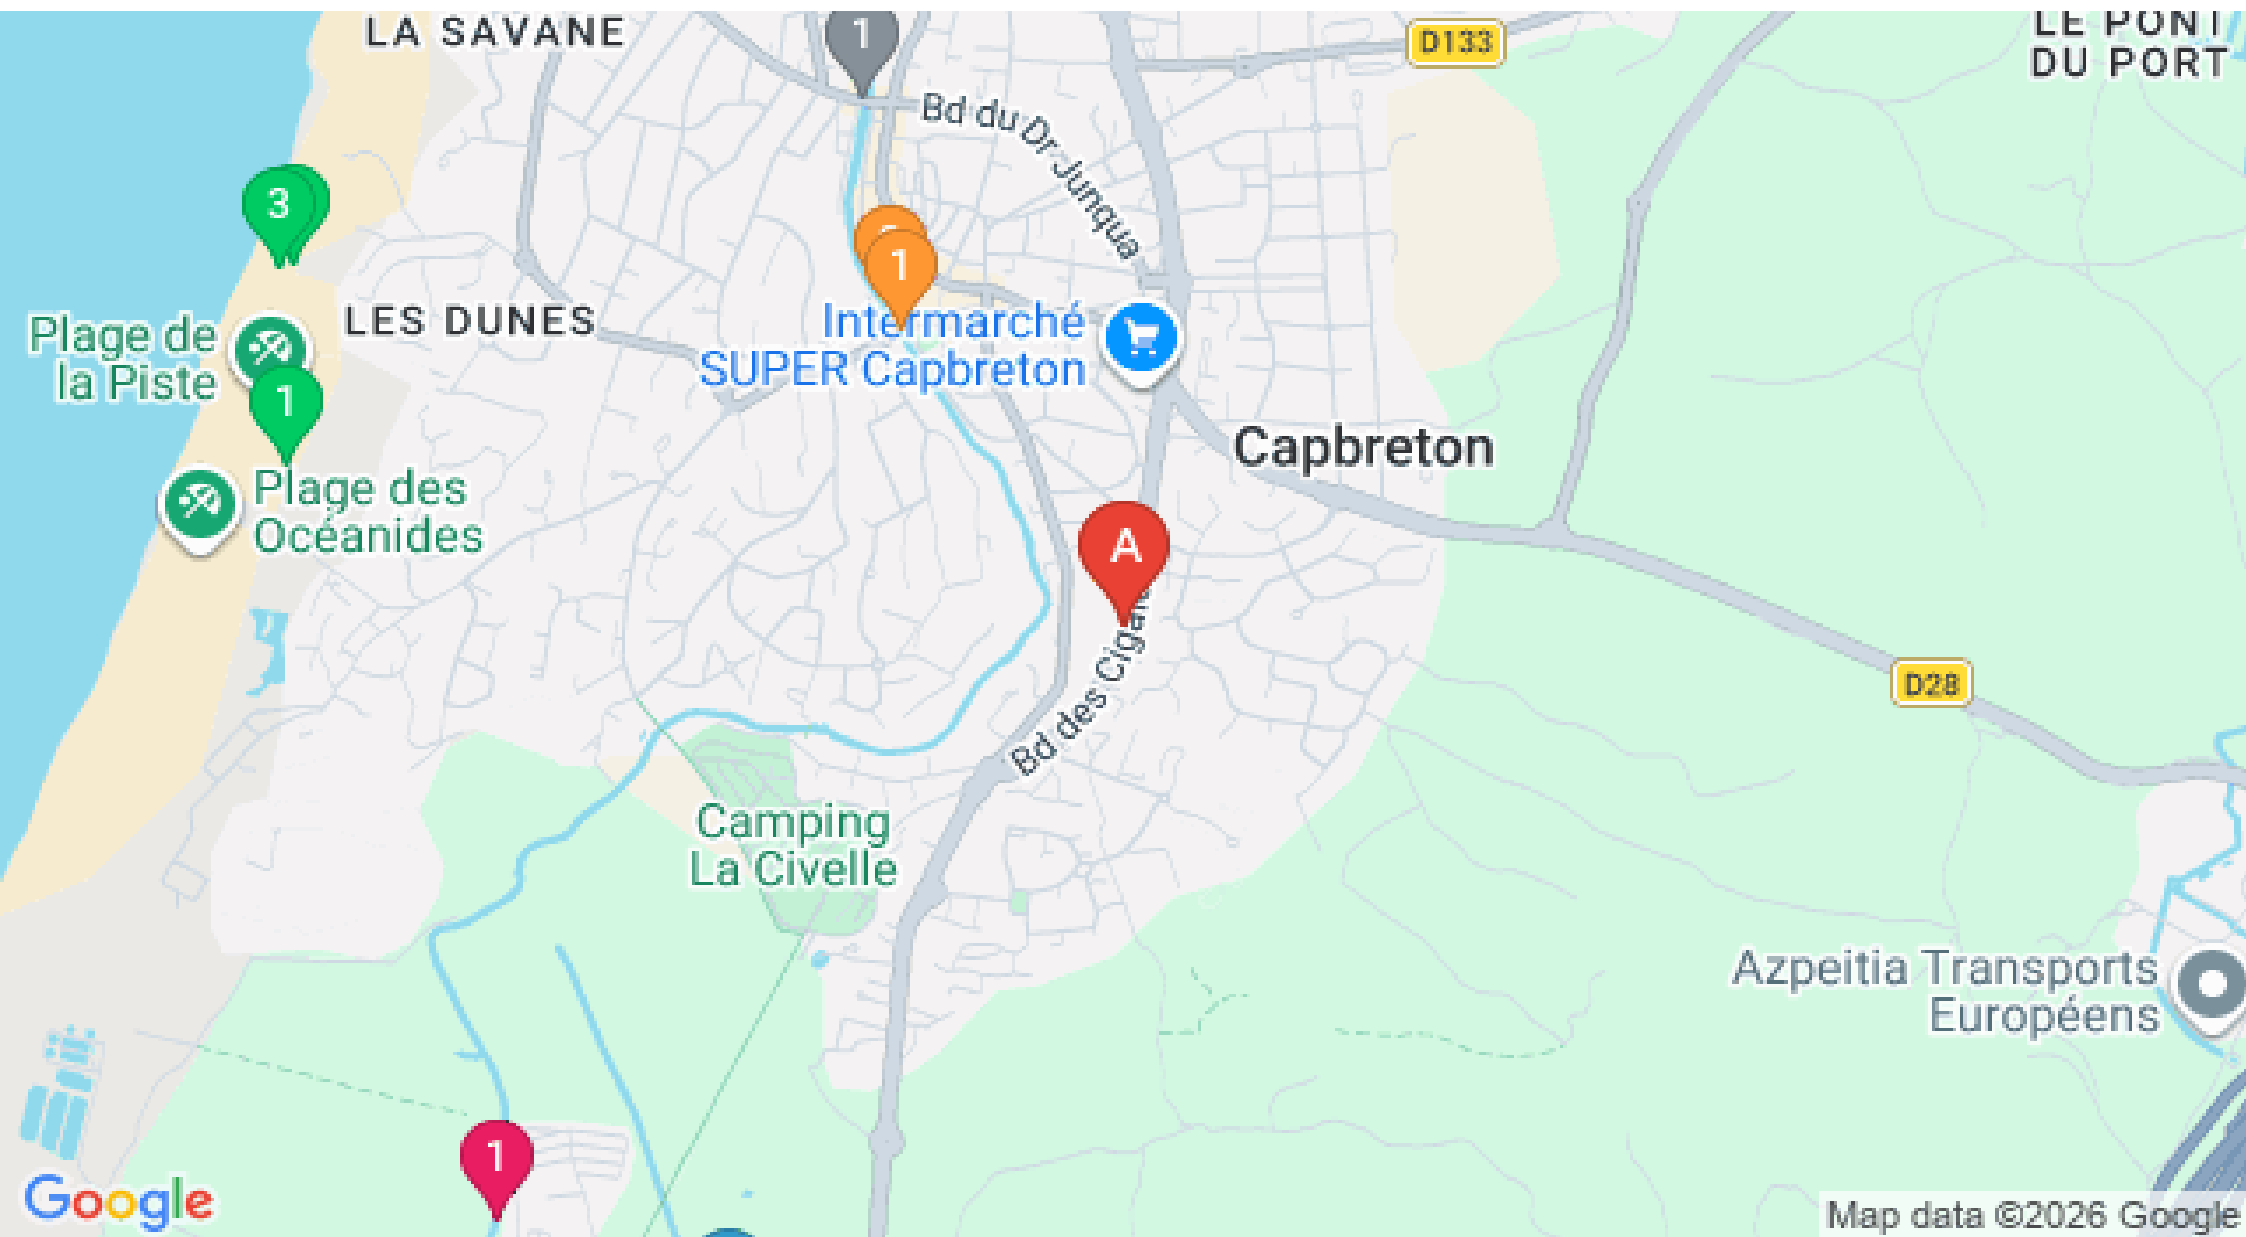 LA SAVANE
1
D133
LE PONT
DU PORT
Bd du Dr Junqua
3
1
LES DUNES
Plage de
la Piste
1
Intermarché
SUPER Capbreton
Capbreton
Plage des
Océanides
A
Bd des
D28
Camping
La Civelle
Azpeitia Transports
Européens
1
Google
Map data ©2026 Google